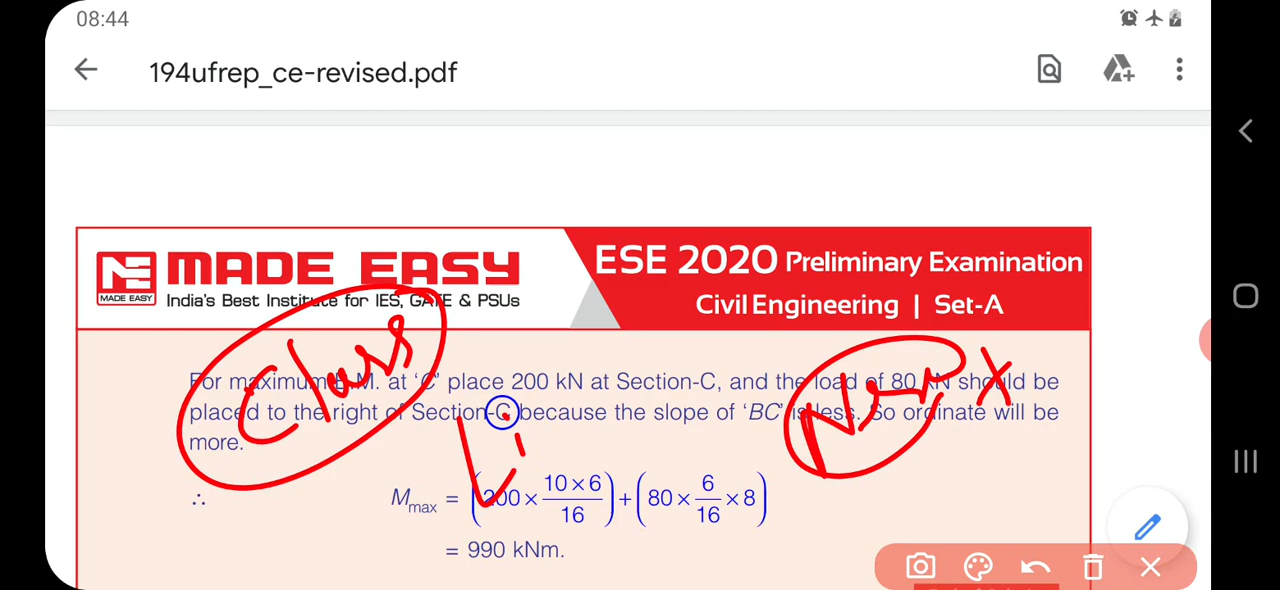 08:44
194ufrep_ce-revised.pdf
MADE EASY
MADE EASY
India's Best Institute for IES, GATE & PSUs
ESE 2020 Preliminary Examination
Civil Engineering | Set-A
For maximum B.M. at 'C' place 200 kN at Section-C, and the load of 80 kN should be
placed to the right of Section-C because the slope of 'BC' is less. So ordinate will be
more.
∴ Mmax = (200 × 10 × 6 / 16) + (80 × 6 / 16 × 8)
= 990 kNm.
Class